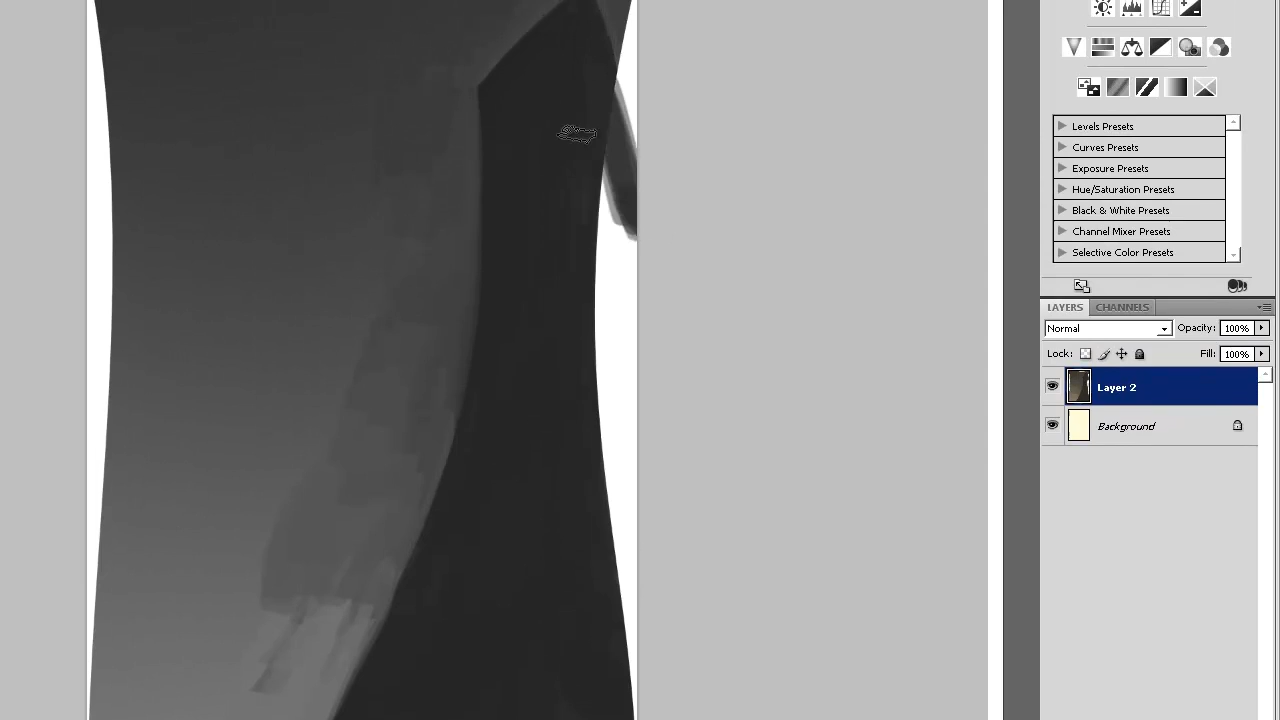 Levels Presets
Curves Presets
Exposure Presets
Hue/Saturation Presets
Black & White Presets
Channel Mixer Presets
Selective Color Presets
LAYERS CHANNELS
Normal Opacity: 100%
Lock: Fill: 100%
Layer 2
Background